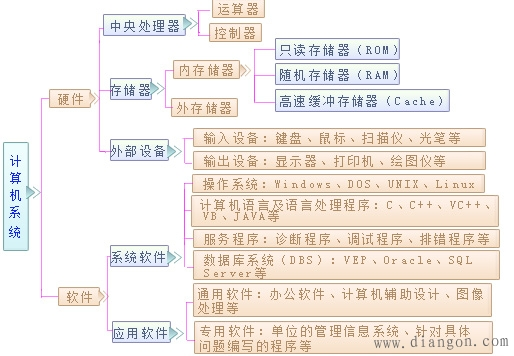 运算器
中央处理器
控制器
只读存储器（ROM）
内存储器
随机存储器（RAM）
硬件
存储器
高速缓冲存储器（Cache）
外存储器
输入设备：键盘、鼠标、扫描仪、光笔等
外部设备
输出设备：显示器、打印机、绘图仪等
计算机系统
操作系统：Windows、DOS、UNIX、Linux
计算机语言及语言处理程序：C、C++、VC++、
VB、JAVA等
服务程序：诊断程序、调试程序、排错程序等
系统软件
数据库系统（DBS）：VEP、Oracle、SQL
Server等
软件
通用软件：办公软件、计算机辅助设计、图像
处理等
应用软件
专用软件：单位的管理信息系统、针对具体
问题编写的程序等
www.diangon.com